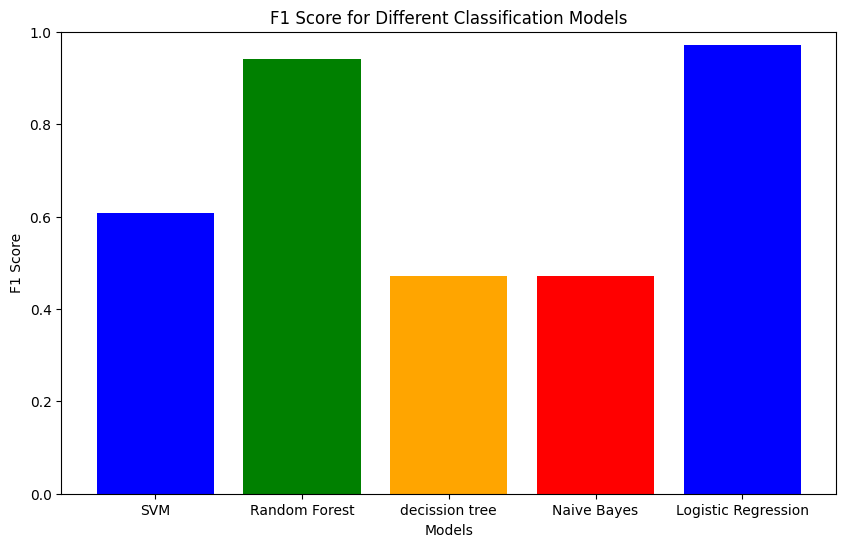 F1 Score for Different Classification Models
F1 Score
1.0
0.8
0.6
0.4
0.2
0.0
SVM
Random Forest
decission tree
Naive Bayes
Logistic Regression
Models